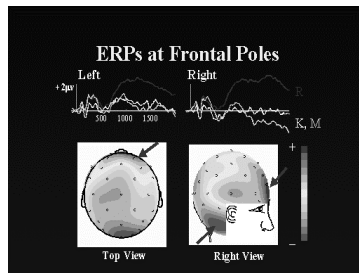 ERPs at Frontal Poles
Left
Right
+ 2μv
R
K, M
500 1000 1500
+
–
Top View
Right View